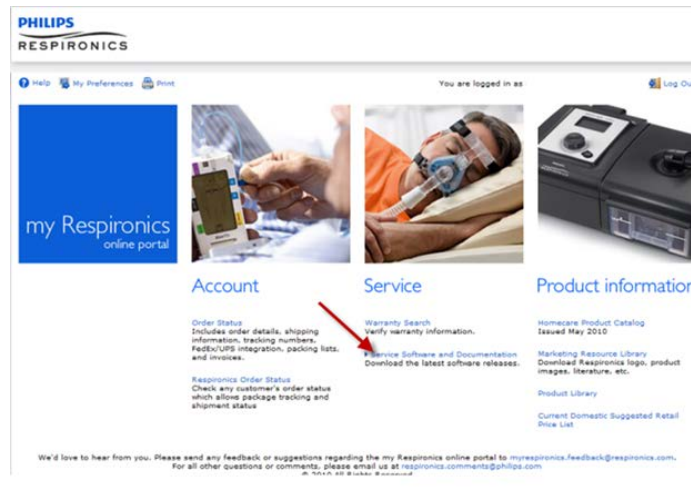 PHILIPS
RESPIRONICS
Help My Preferences Print You are logged in as Log Ou
my Respironics
online portal
Account Service Product information
Order Status
Includes order details, shipping
information, tracking numbers,
FedEx/UPS integration, packing lists,
and invoices.
Respironics Order Status
Check any customer's order status
which allows package tracking and
shipment status
Warranty Search
Verify warranty information.
Service Software and Documentation
Download the latest software releases.
Homecare Product Catalog
Issued May 2010
Marketing Resource Library
Download Respironics logo, product
images, literature, etc.
Product Library
Current Domestic Suggested Retail
Price List
We'd love to hear from you. Please send any feedback or suggestions regarding the my Respironics online portal to myrespironics.feedback@respironics.com.
For all other questions or comments, please email us at respironics.comments@philips.com
© 2010 All Rights Reserved